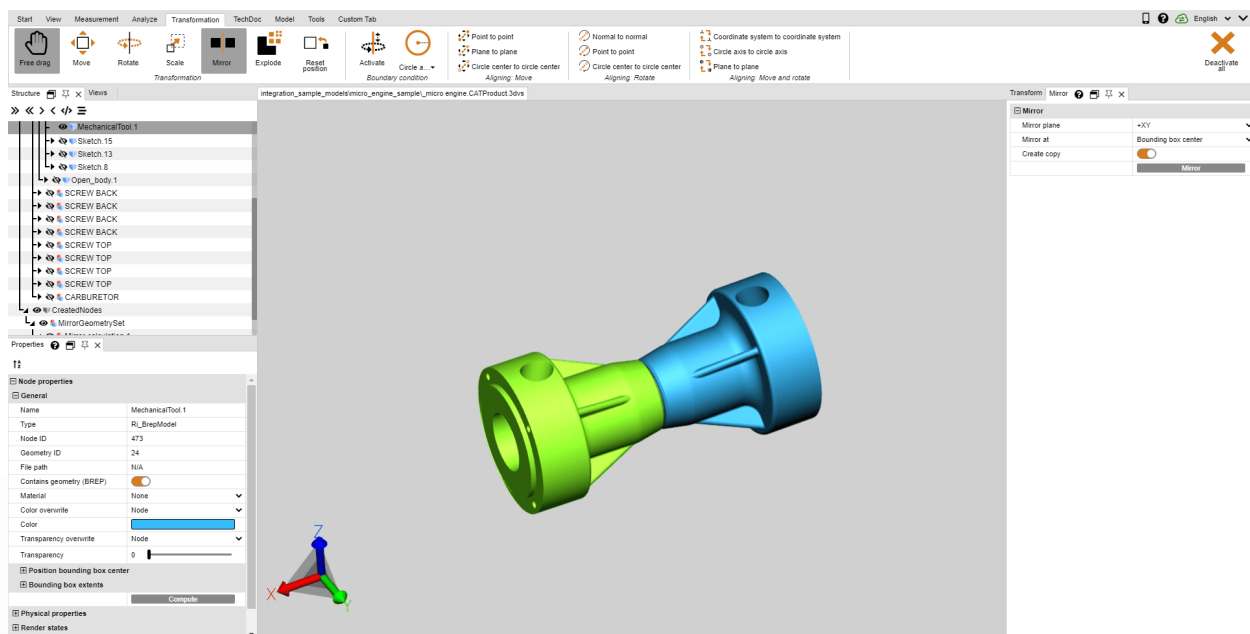 Start View Measurement Analyze Transformation TechDoc Model Tools Custom Tab
English
Free drag Move Rotate Scale Mirror Explode Reset position
Transformation
Activate Circle a...
Boundary condition
Point to point
Plane to plane
Circle center to circle center
Aligning: Move
Normal to normal
Point to point
Circle center to circle center
Aligning: Rotate
Coordinate system to coordinate system
Circle axis to circle axis
Plane to plane
Aligning: Move and rotate
Deactivate all
Structure Views
MechanicalTool.1
Sketch.15
Sketch.13
Sketch.8
Open_body.1
SCREW BACK
SCREW BACK
SCREW BACK
SCREW BACK
SCREW TOP
SCREW TOP
SCREW TOP
SCREW TOP
CARBURETOR
CreatedNodes
MirrorGeometrySet
Properties
Node properties
General
Name MechanicalTool.1
Type Ri_BrepModel
Node ID 473
Geometry ID 24
File path N/A
Contains geometry (BREP)
Material None
Color overwrite Node
Color
Transparency overwrite Node
Transparency 0
Position bounding box center
Bounding box extents
Compute
Physical properties
Render states
integration_sample_models\micro_engine_sample\_micro engine.CATProduct.3dvs
Z
X
Y
Transform Mirror
Mirror
Mirror plane +XY
Mirror at Bounding box center
Create copy
Mirror